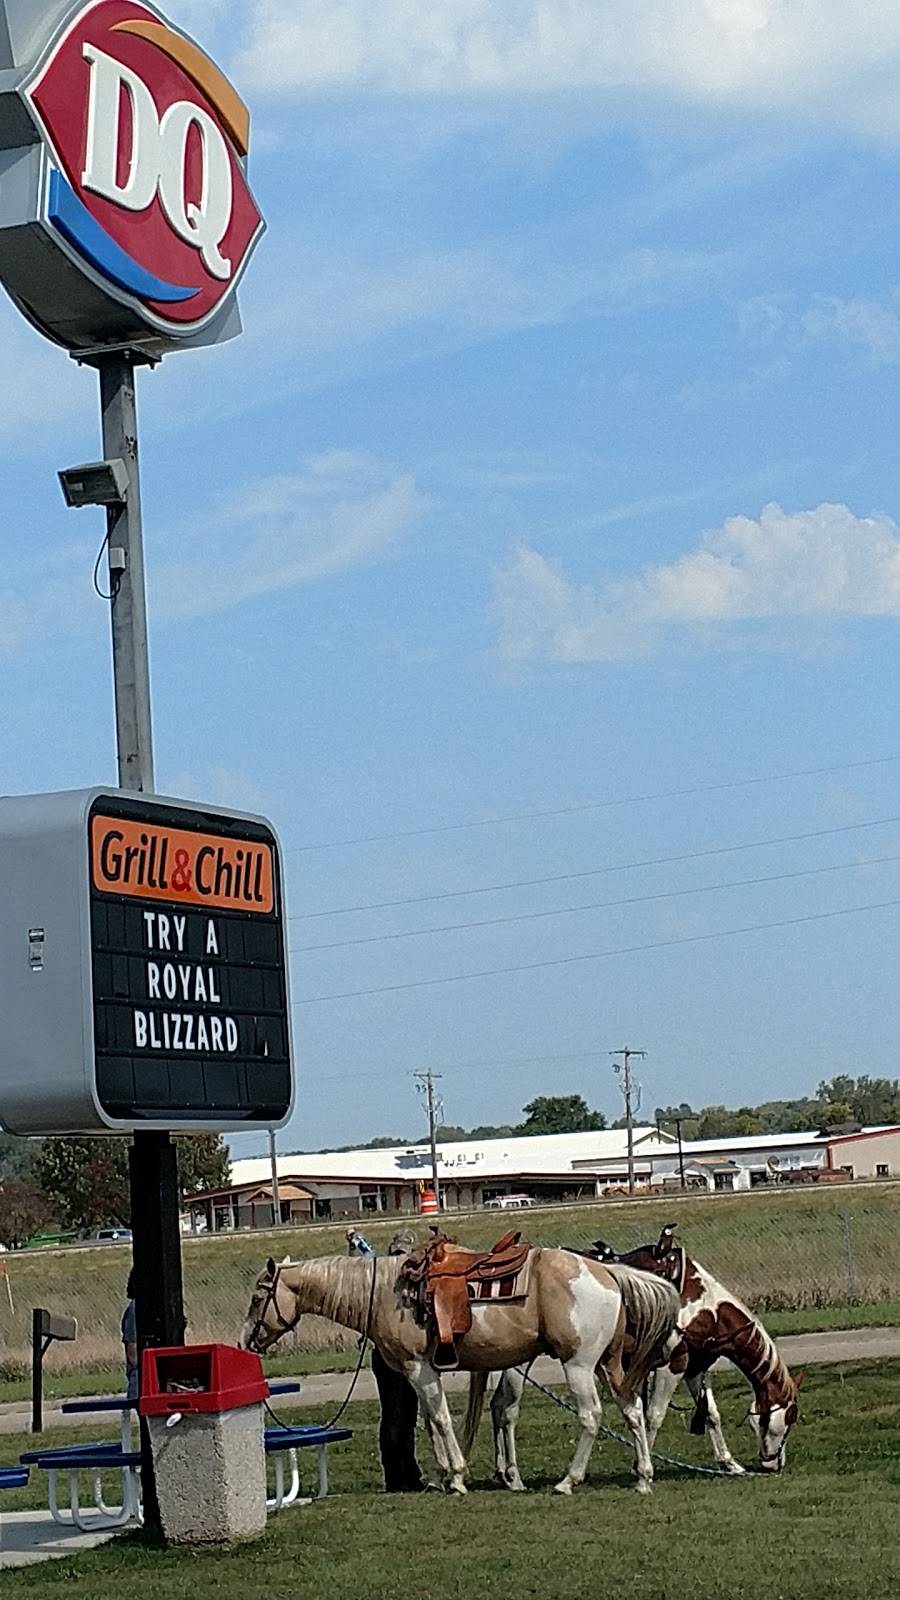 DQ
Grill & Chill
TRY A
ROYAL
BLIZZARD